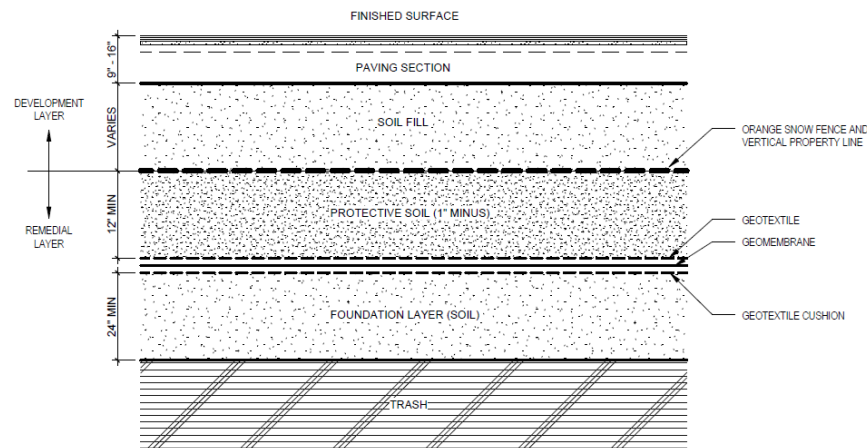 FINISHED SURFACE
9" - 16"
PAVING SECTION
DEVELOPMENT
LAYER
VARIES
SOIL FILL
ORANGE SNOW FENCE AND
VERTICAL PROPERTY LINE
12" MIN
PROTECTIVE SOIL (1" MINUS)
REMEDIAL
LAYER
GEOTEXTILE
GEOMEMBRANE
24" MIN
FOUNDATION LAYER (SOIL)
GEOTEXTILE CUSHION
TRASH